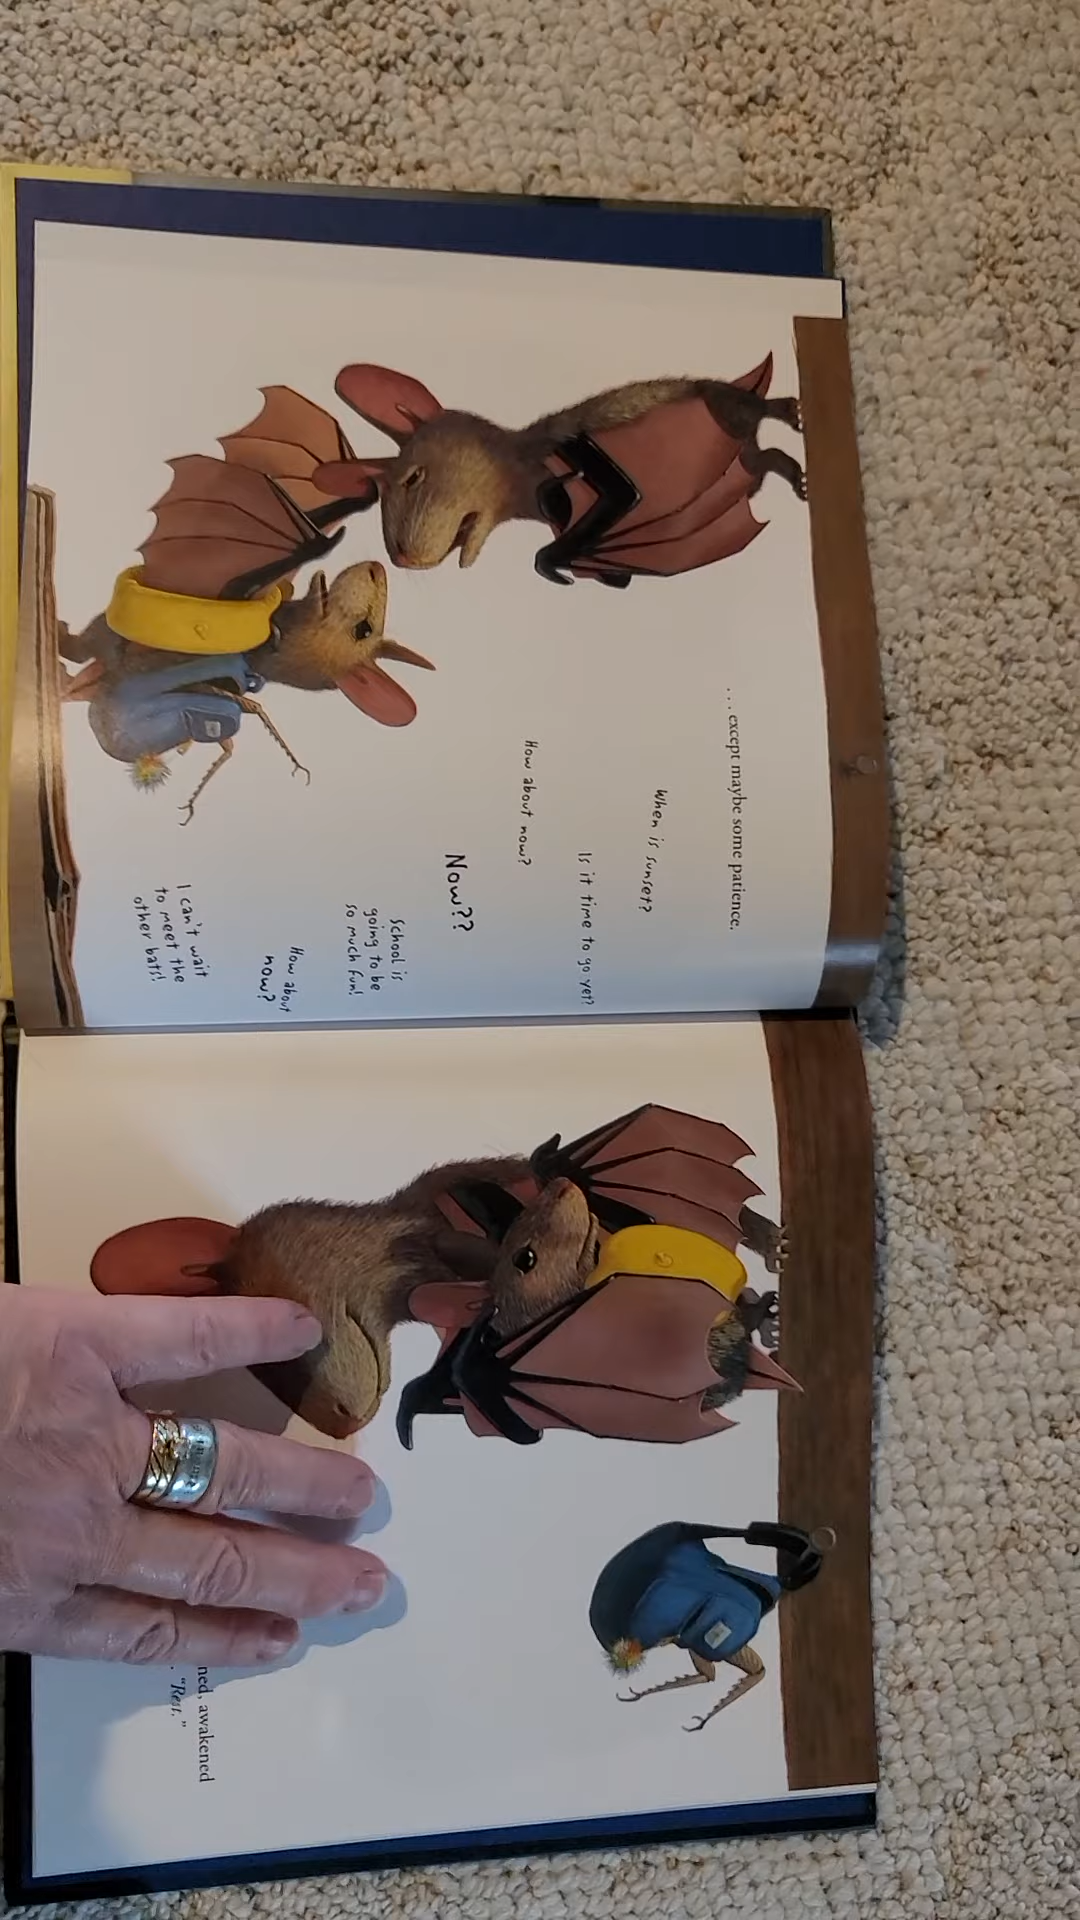 . . . except maybe some patience.
When is sunset?
Is it time to go yet?
How about now?
Now??
School is
going to be
so much fun!
How about
now?
I can't wait
to meet the
other bats!
awakened
"Rest."